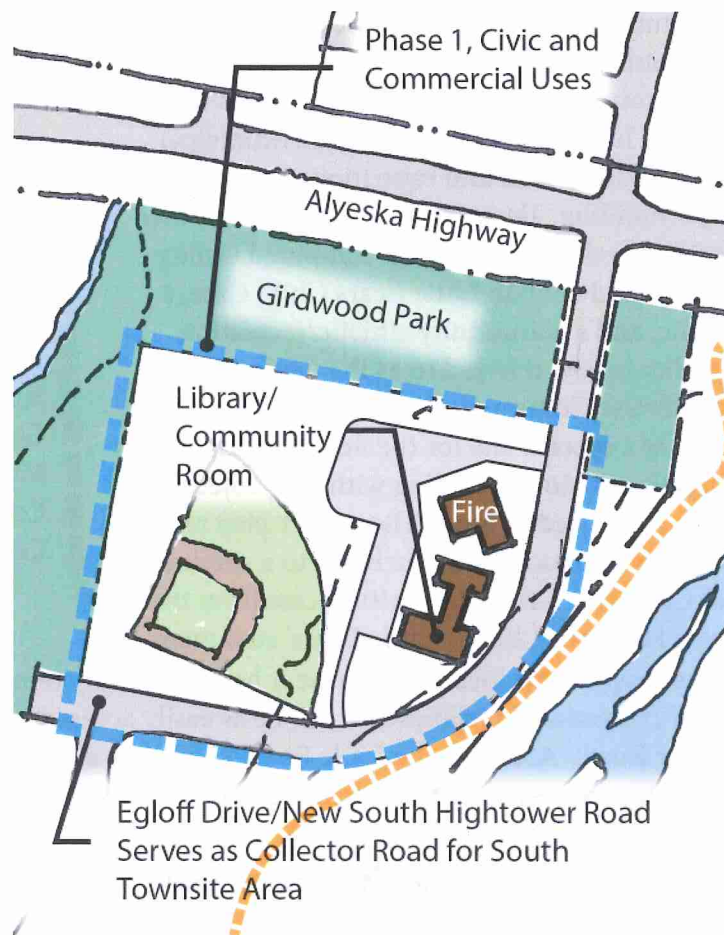 Phase 1, Civic and
Commercial Uses
Alyeska Highway
Girdwood Park
Library/
Community
Room
Fire
Egloff Drive/New South Hightower Road
Serves as Collector Road for South
Townsite Area